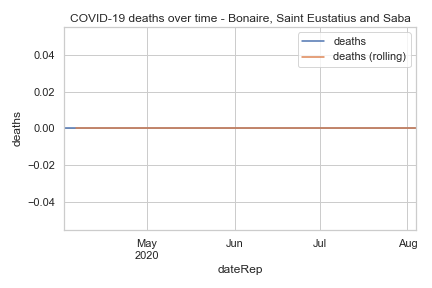 COVID-19 deaths over time - Bonaire, Saint Eustatius and Saba
deaths
deaths (rolling)
0.04
0.02
0.00
−0.02
−0.04
deaths
May
2020
Jun
Jul
Aug
dateRep